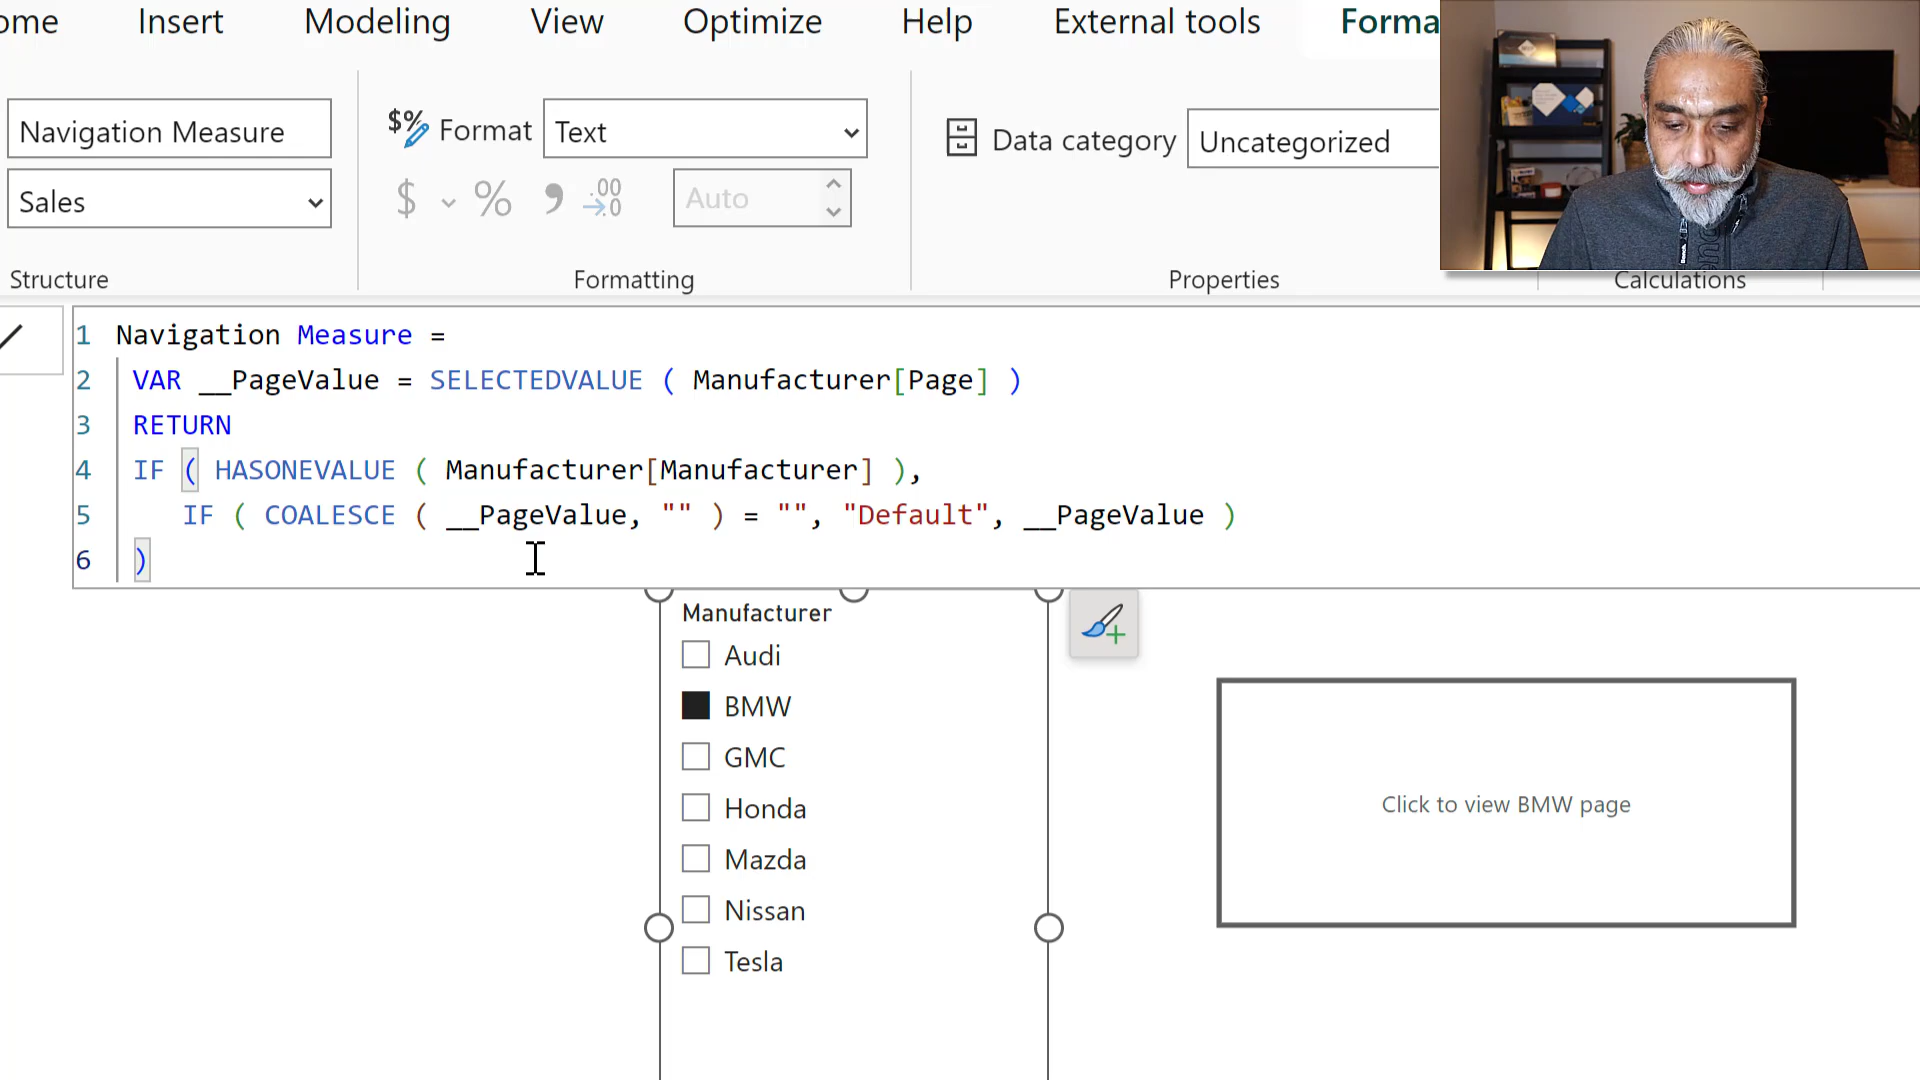 ome Insert Modeling View Optimize Help External tools Forma
Navigation Measure
$% Format Text
Data category Uncategorized
Sales
$ % , .00 →.0 Auto
Structure Formatting Properties Calculations
1 Navigation Measure =
2 VAR __PageValue = SELECTEDVALUE ( Manufacturer[Page] )
3 RETURN
4 IF ( HASONEVALUE ( Manufacturer[Manufacturer] ),
5 IF ( COALESCE ( __PageValue, "" ) = "", "Default", __PageValue )
6 )
Manufacturer
Audi
BMW
GMC
Honda
Mazda
Nissan
Tesla
Click to view BMW page